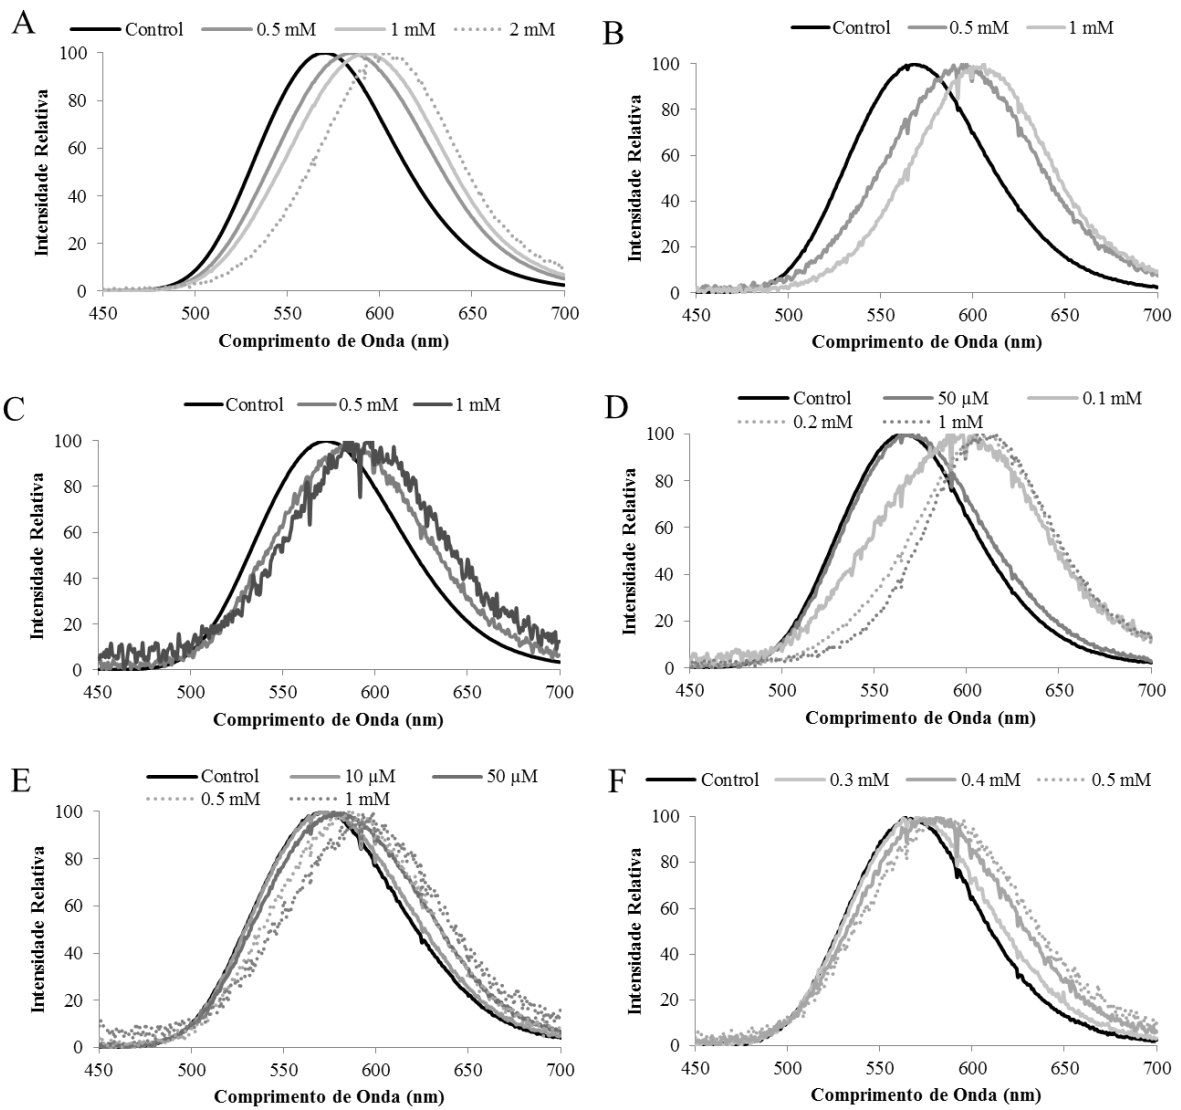 A
Control 0.5 mM 1 mM 2 mM
100
80
60
40
20
0
Intensidade Relativa
450 500 550 600 650 700
Comprimento de Onda (nm)
B
Control 0.5 mM 1 mM
100
80
60
40
20
0
Intensidade Relativa
450 500 550 600 650 700
Comprimento de Onda (nm)
C
Control 0.5 mM 1 mM
100
80
60
40
20
0
Intensidade Relativa
450 500 550 600 650 700
Comprimento de Onda (nm)
D
Control 50 µM 0.1 mM
0.2 mM 1 mM
100
80
60
40
20
0
Intensidade Relativa
450 500 550 600 650 700
Comprimento de Onda (nm)
E
Control 10 µM 50 µM
0.5 mM 1 mM
100
80
60
40
20
0
Intensidade Relativa
450 500 550 600 650 700
Comprimento de Onda (nm)
F
Control 0.3 mM 0.4 mM 0.5 mM
100
80
60
40
20
0
Intensidade Relativa
450 500 550 600 650 700
Comprimento de Onda (nm)